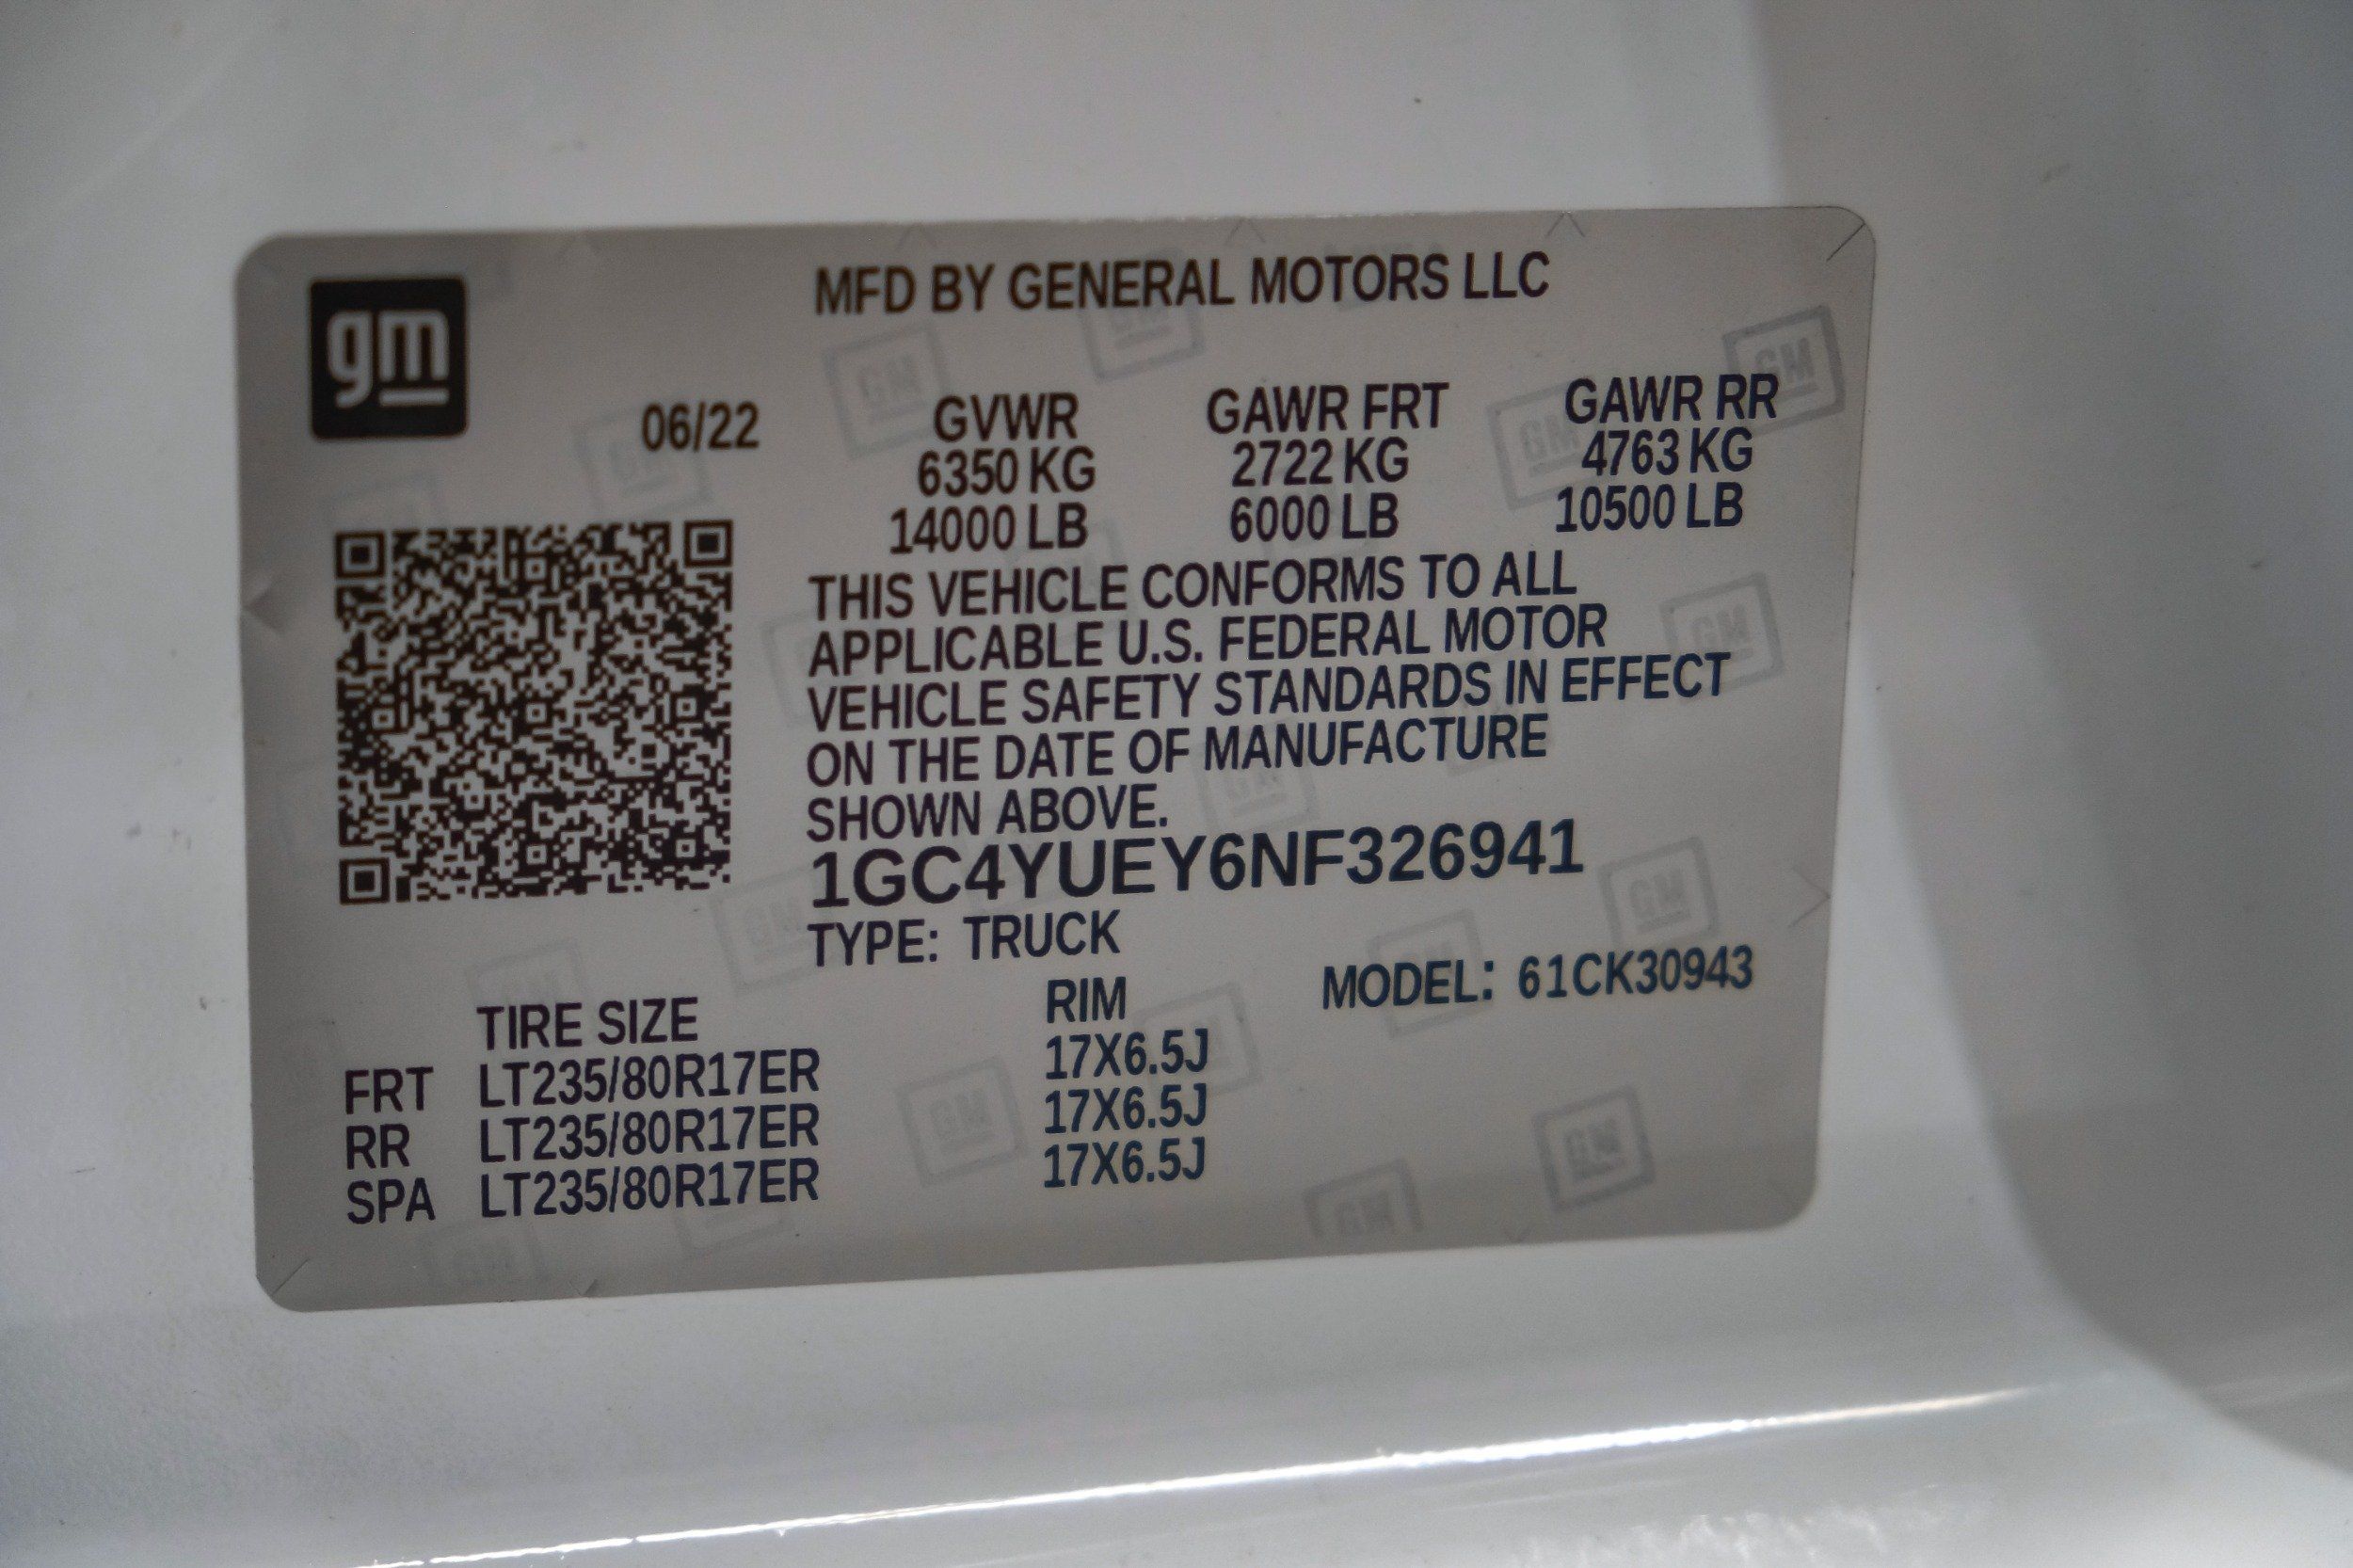 gm
MFD BY GENERAL MOTORS LLC
06/22 GVWR GAWR FRT GAWR RR
6350 KG 2722 KG 4763 KG
14000 LB 6000 LB 10500 LB
THIS VEHICLE CONFORMS TO ALL
APPLICABLE U.S. FEDERAL MOTOR
VEHICLE SAFETY STANDARDS IN EFFECT
ON THE DATE OF MANUFACTURE
SHOWN ABOVE.
1GC4YUEY6NF326941
TYPE: TRUCK
MODEL: 61CK30943
TIRE SIZE RIM
FRT LT235/80R17ER 17X6.5J
RR LT235/80R17ER 17X6.5J
SPA LT235/80R17ER 17X6.5J